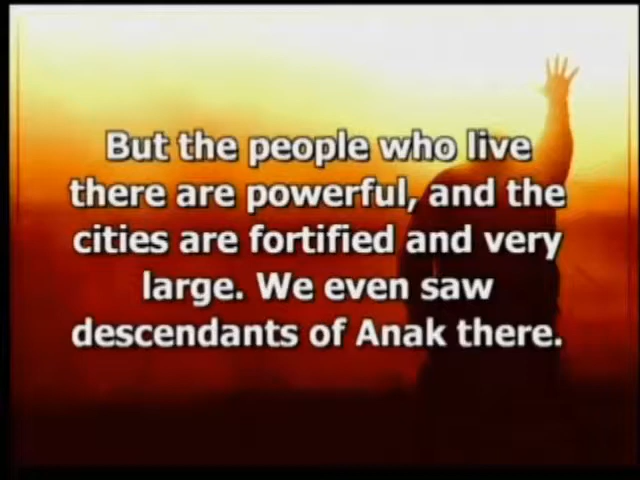 But the people who live
there are powerful, and the
cities are fortified and very
large. We even saw
descendants of Anak there.